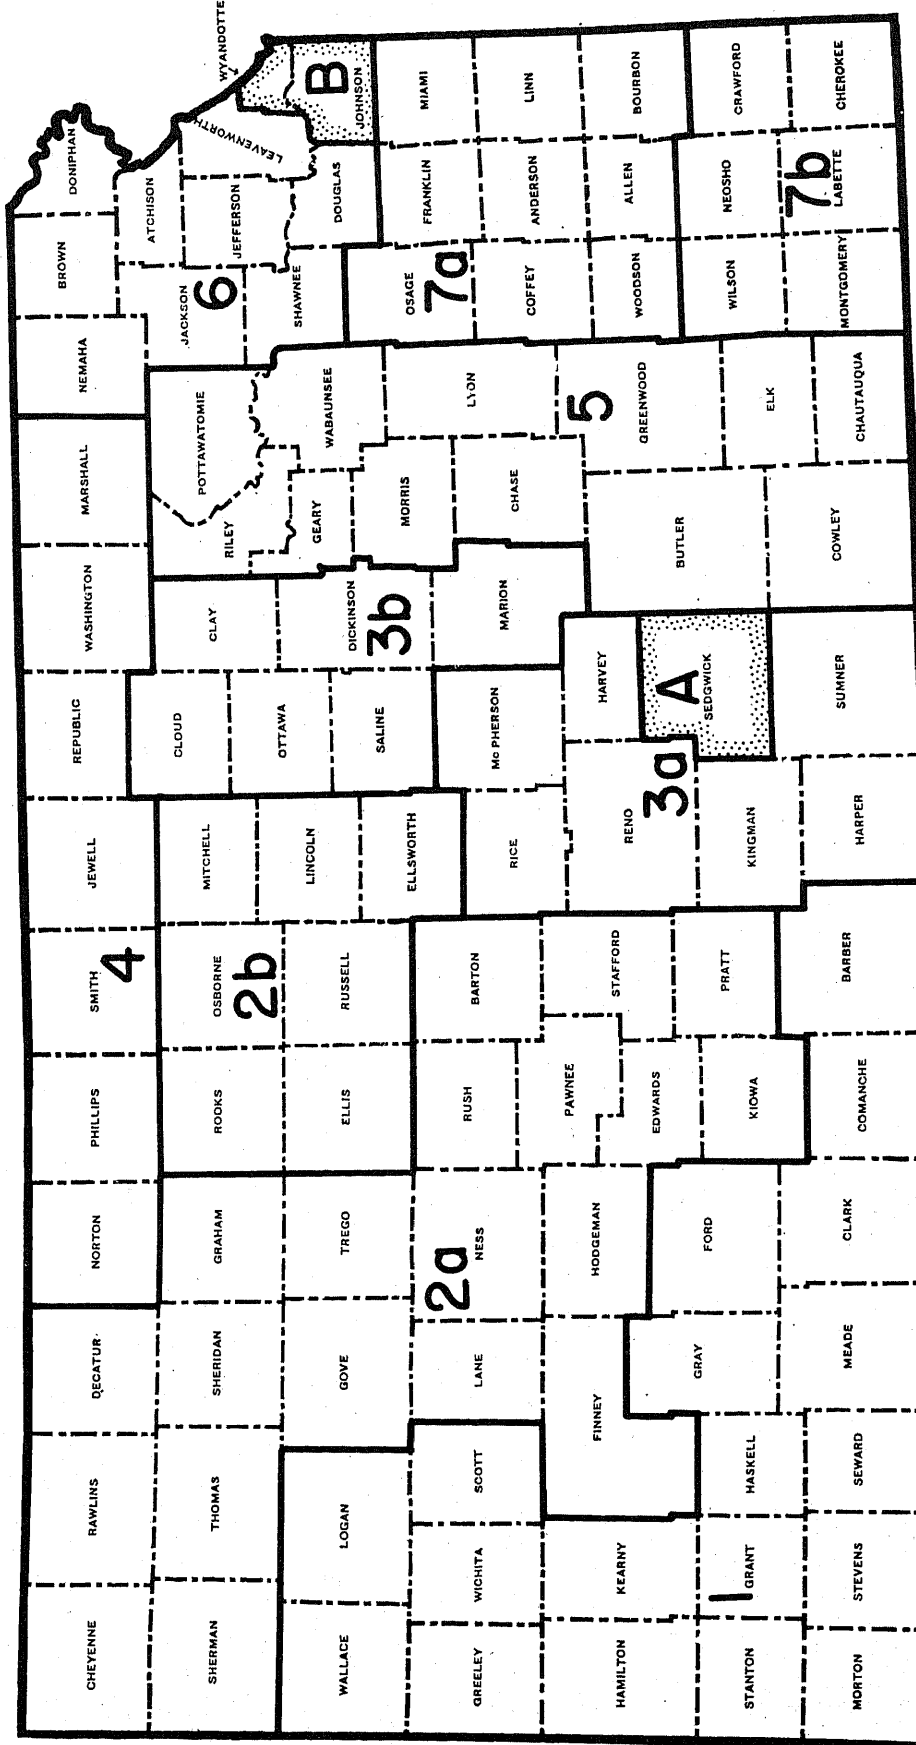 CHEYENNE
RAWLINS
DECATUR
NORTON
PHILLIPS
SMITH
4
JEWELL
REPUBLIC
WASHINGTON
MARSHALL
NEMAHA
BROWN
DONIPHAN
SHERMAN
THOMAS
SHERIDAN
GRAHAM
ROOKS
OSBORNE
2b
MITCHELL
CLOUD
CLAY
RILEY
POTTAWATOMIE
JACKSON
6
ATCHISON
JEFFERSON
LEAVENWORTH
WYANDOTTE
WALLACE
LOGAN
GOVE
TREGO
ELLIS
RUSSELL
LINCOLN
OTTAWA
DICKINSON
3b
GEARY
WABAUNSEE
SHAWNEE
DOUGLAS
B
JOHNSON
ELLSWORTH
SALINE
MORRIS
LYON
OSAGE
7a
FRANKLIN
MIAMI
GREELEY
WICHITA
SCOTT
LANE
2a
NESS
RUSH
BARTON
RICE
Mc PHERSON
MARION
CHASE
COFFEY
ANDERSON
LINN
HAMILTON
KEARNY
FINNEY
HODGEMAN
PAWNEE
EDWARDS
STAFFORD
RENO
3a
HARVEY
A
SEDGWICK
BUTLER
5
GREENWOOD
WOODSON
ALLEN
BOURBON
STANTON
1
GRANT
HASKELL
GRAY
FORD
KIOWA
PRATT
KINGMAN
ELK
WILSON
NEOSHO
CRAWFORD
MORTON
STEVENS
SEWARD
MEADE
CLARK
COMANCHE
BARBER
HARPER
SUMNER
COWLEY
CHAUTAUQUA
MONTGOMERY
7b
LABETTE
CHEROKEE